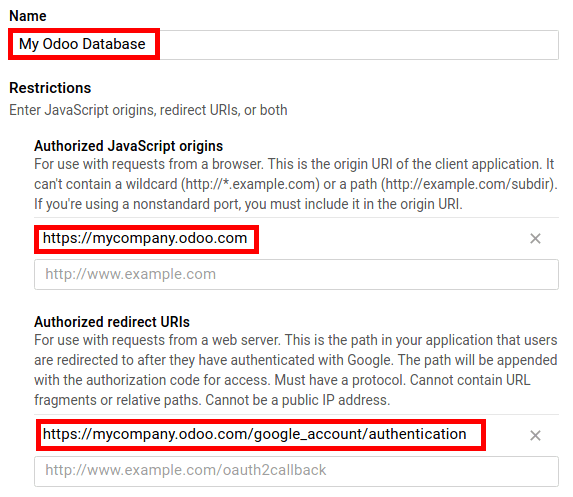 Name
My Odoo Database
Restrictions
Enter JavaScript origins, redirect URIs, or both
Authorized JavaScript origins
For use with requests from a browser. This is the origin URI of the client application. It
can't contain a wildcard (http://*.example.com) or a path (http://example.com/subdir).
If you're using a nonstandard port, you must include it in the origin URI.
https://mycompany.odoo.com
http://www.example.com
Authorized redirect URIs
For use with requests from a web server. This is the path in your application that users
are redirected to after they have authenticated with Google. The path will be appended
with the authorization code for access. Must have a protocol. Cannot contain URL
fragments or relative paths. Cannot be a public IP address.
https://mycompany.odoo.com/google_account/authentication
http://www.example.com/oauth2callback